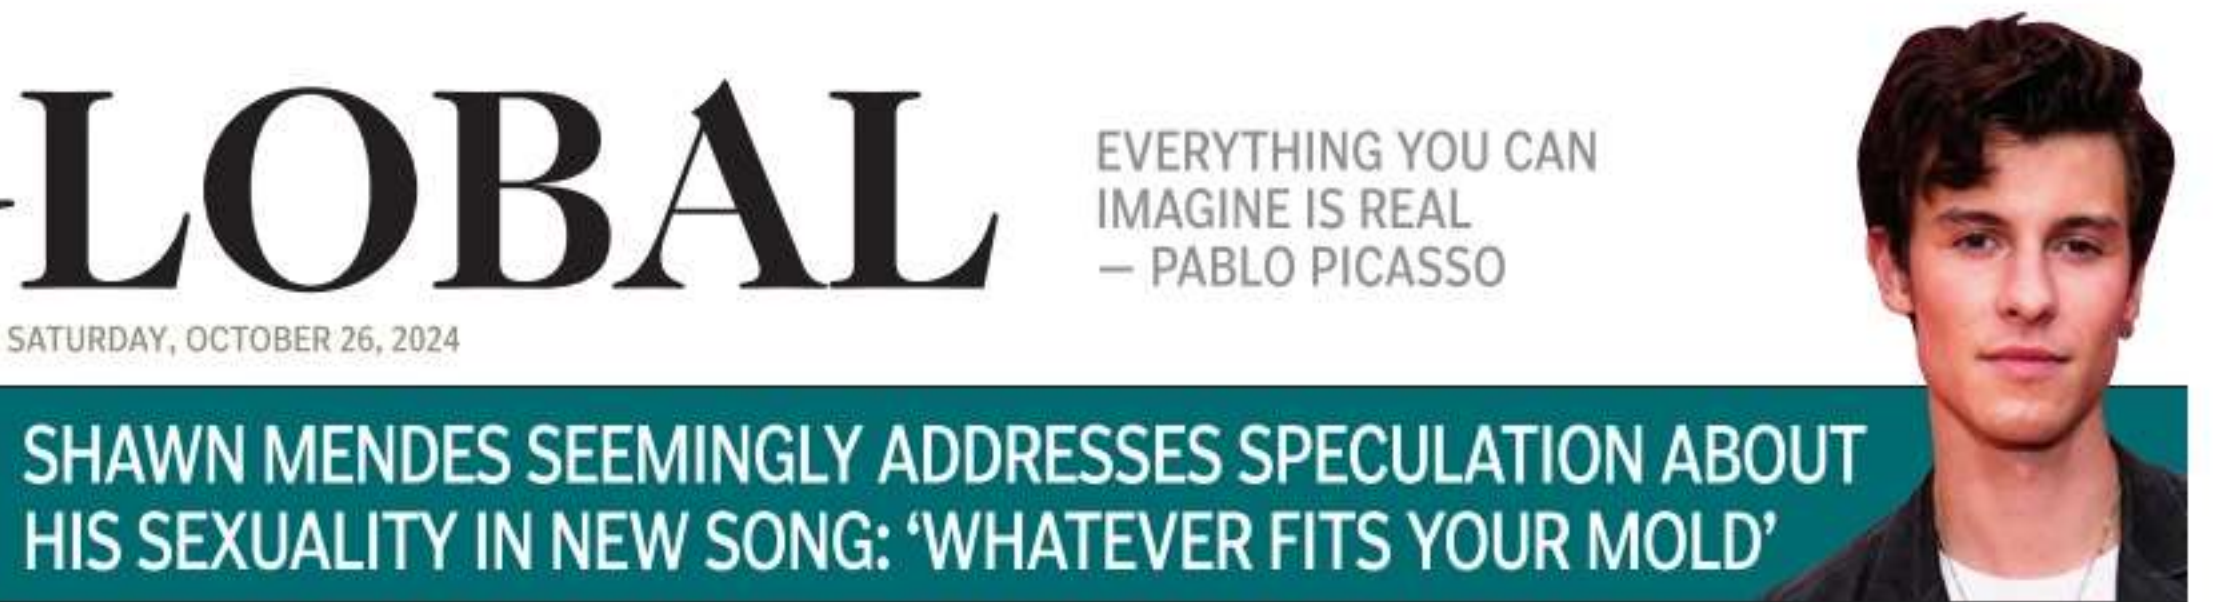 LOBAL
EVERYTHING YOU CAN
IMAGINE IS REAL
— PABLO PICASSO
SATURDAY, OCTOBER 26, 2024
SHAWN MENDES SEEMINGLY ADDRESSES SPECULATION ABOUT
HIS SEXUALITY IN NEW SONG: ‘WHATEVER FITS YOUR MOLD’